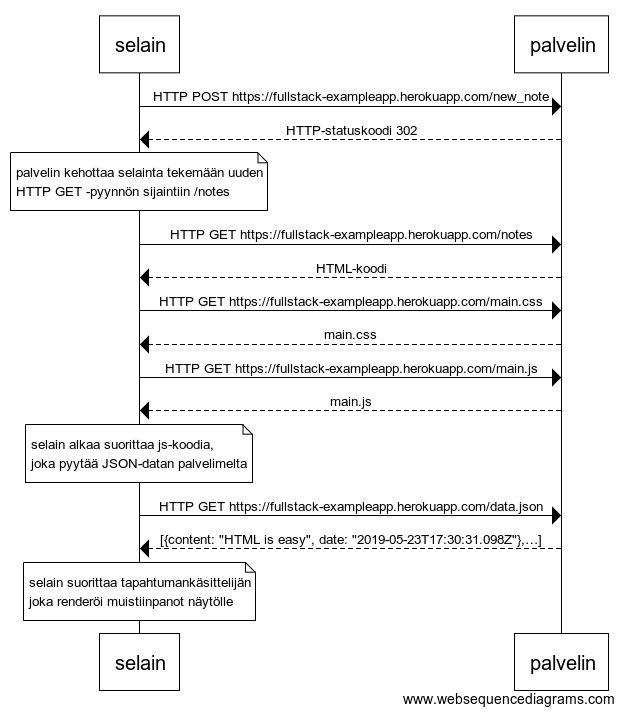 selain
palvelin
HTTP POST https://fullstack-exampleapp.herokuapp.com/new_note
HTTP-statuskoodi 302
palvelin kehottaa selainta tekemään uuden
HTTP GET -pyynnön sijaintiin /notes
HTTP GET https://fullstack-exampleapp.herokuapp.com/notes
HTML-koodi
HTTP GET https://fullstack-exampleapp.herokuapp.com/main.css
main.css
HTTP GET https://fullstack-exampleapp.herokuapp.com/main.js
main.js
selain alkaa suorittaa js-koodia,
joka pyytää JSON-datan palvelimelta
HTTP GET https://fullstack-exampleapp.herokuapp.com/data.json
[{content: "HTML is easy", date: "2019-05-23T17:30:31.098Z"},...]
selain suorittaa tapahtumankäsittelijän
joka renderöi muistiinpanot näytölle
selain
palvelin
www.websequencediagrams.com